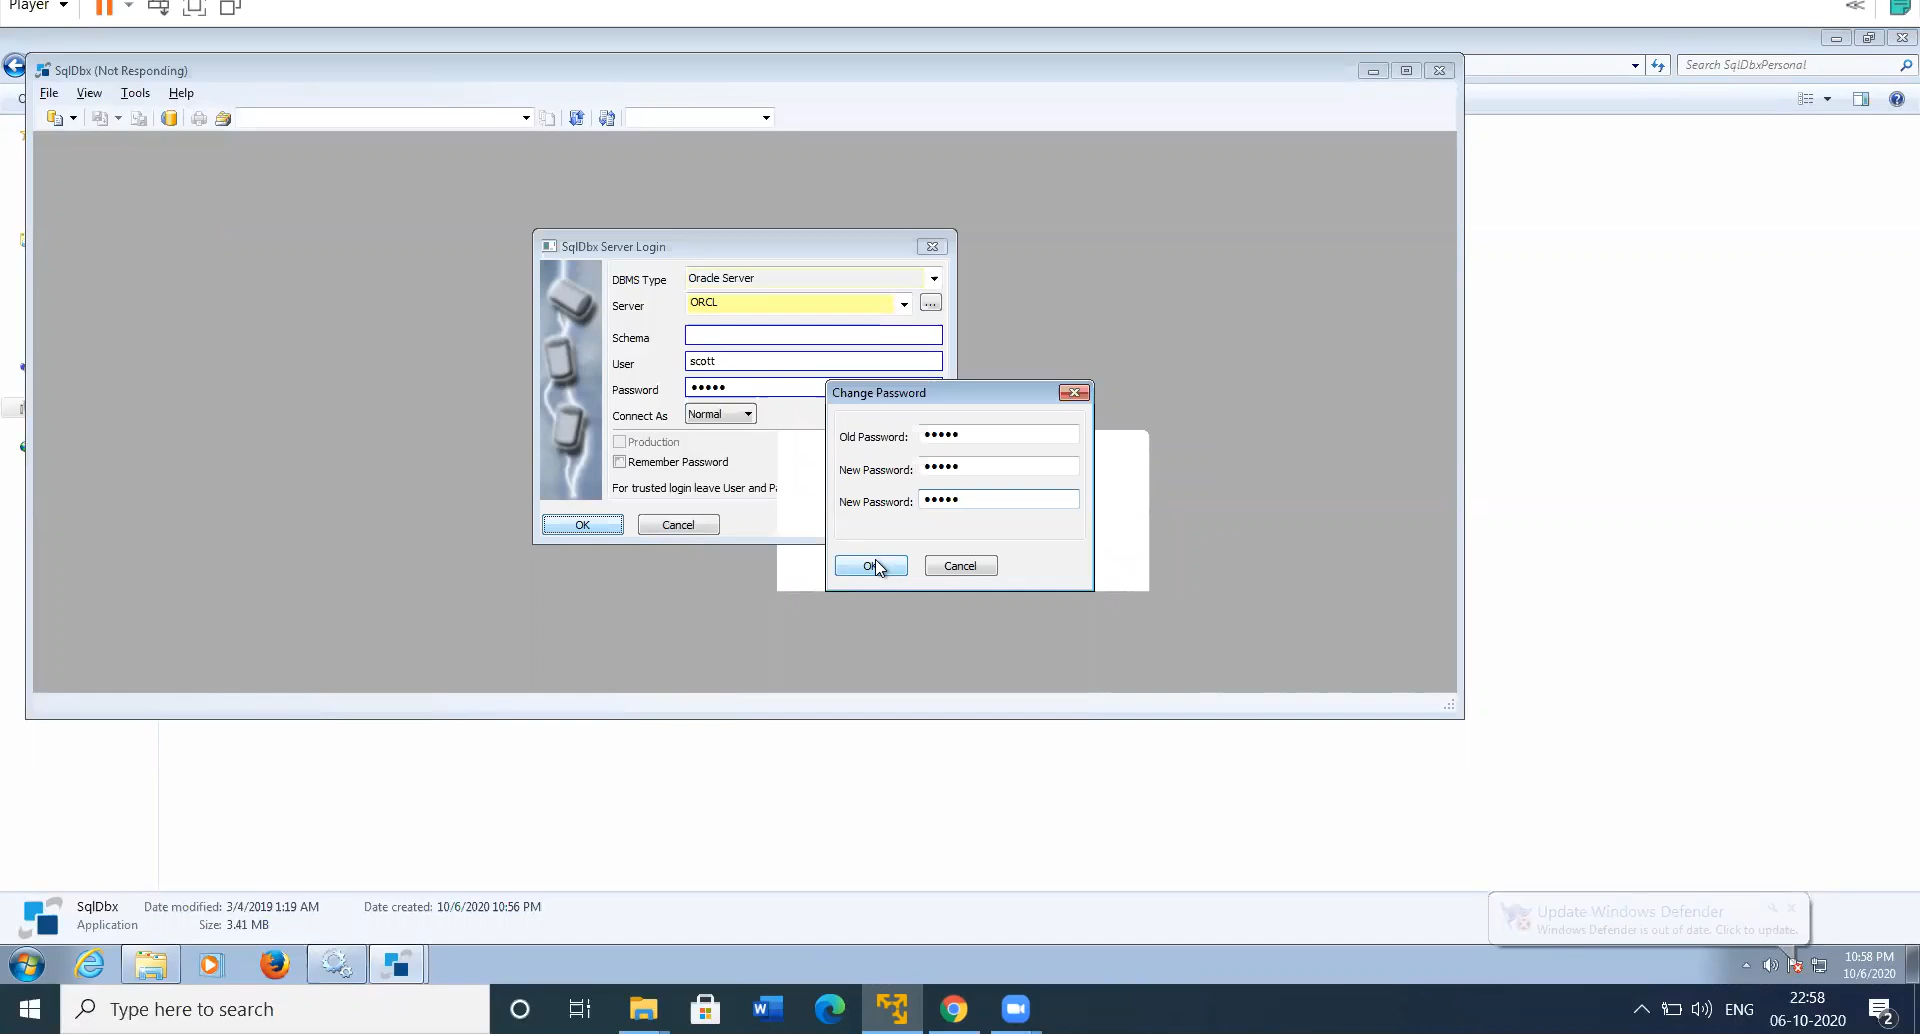 Player
SqlDbx (Not Responding)
Search SqlDbxPersonal
File View Tools Help
SqlDbx Server Login
DBMS Type Oracle Server
Server ORCL
...
Schema
User scott
Password •••••
Connect As Normal
Production
Remember Password
For trusted login leave User and Pa
OK Cancel
Change Password
Old Password: •••••
New Password: •••••
New Password: •••••
OK Cancel
SqlDbx Date modified: 3/4/2019 1:19 AM Date created: 10/6/2020 10:56 PM
Application Size: 3.41 MB
Update Windows Defender
Windows Defender is out of date. Click to update.
10:58 PM
10/6/2020
Type here to search
ENG
22:58
06-10-2020
2